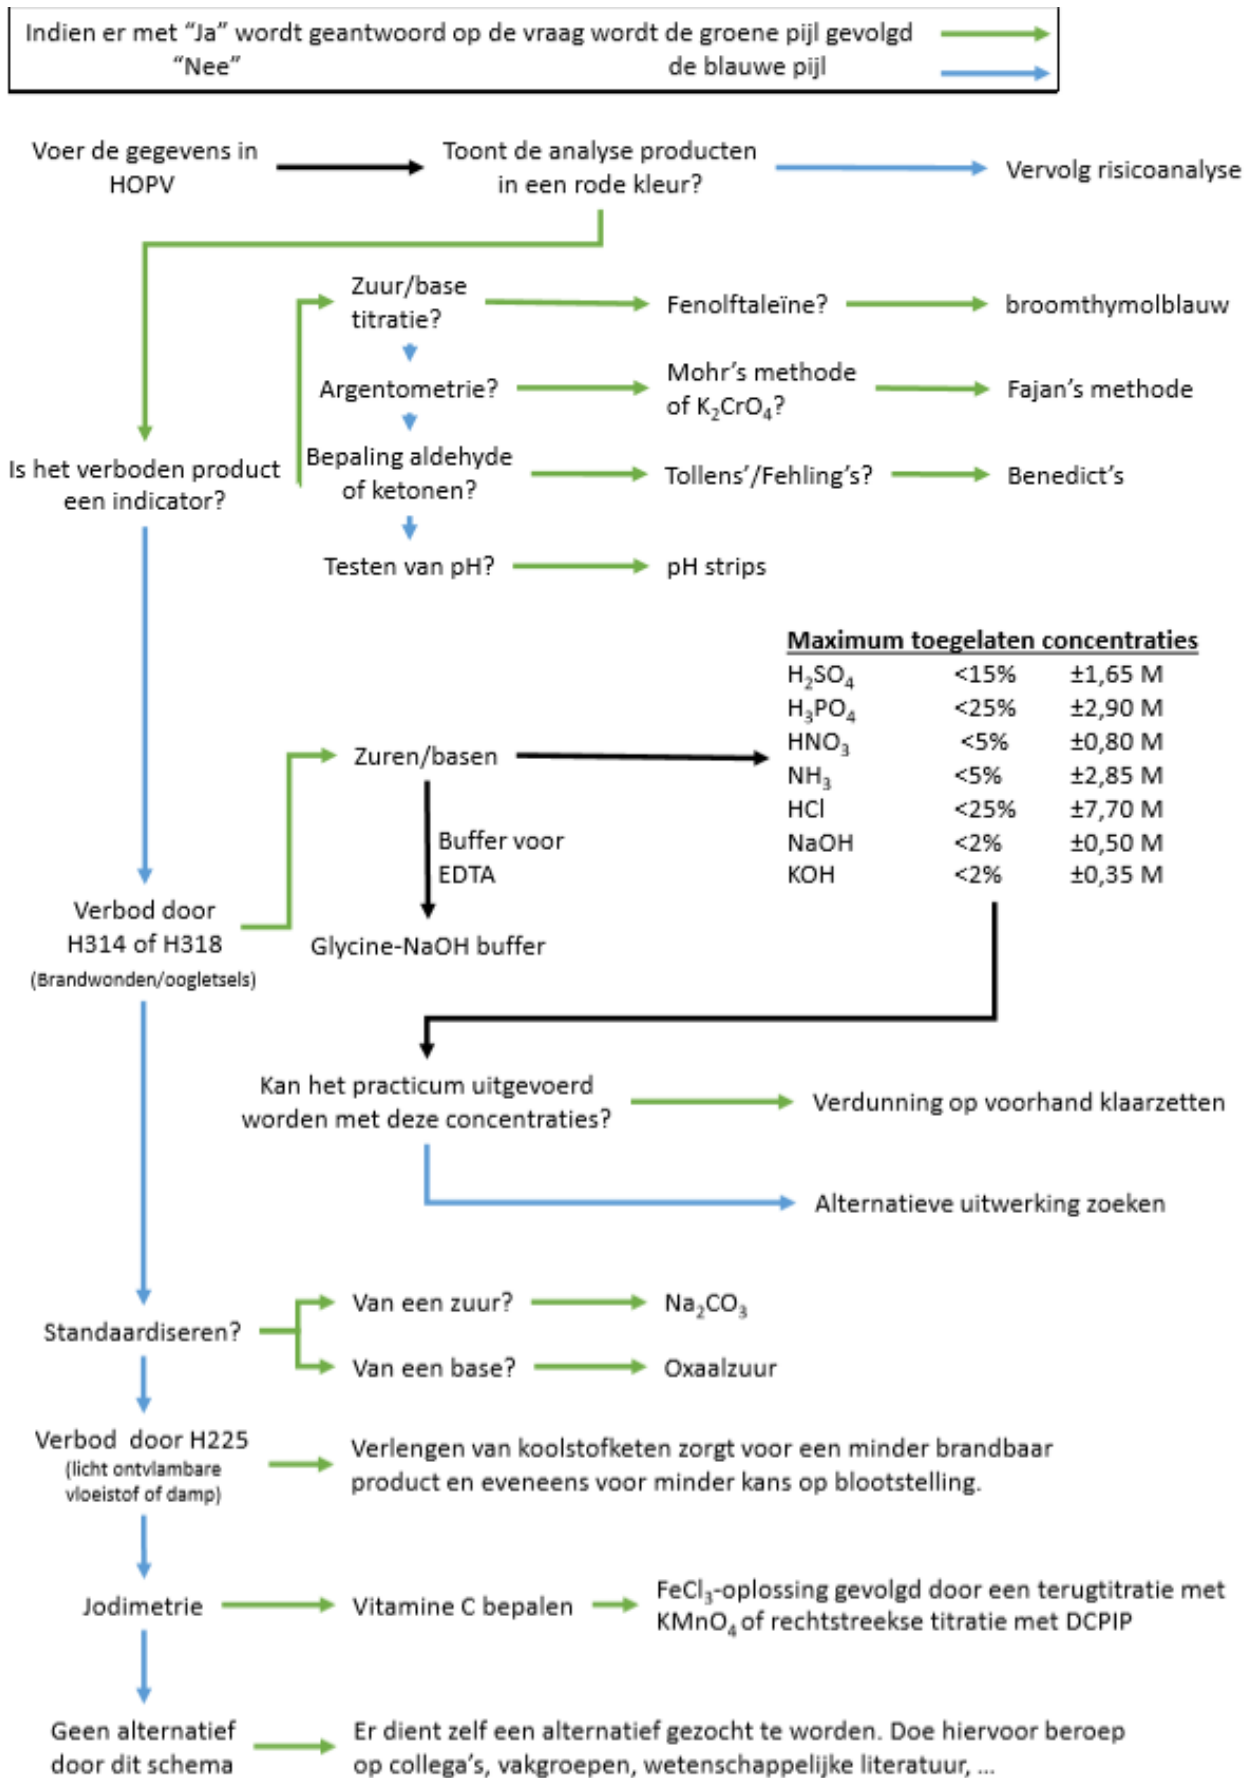 Indien er met “Ja” wordt geantwoord op de vraag wordt de groene pijl gevolgd
“Nee” de blauwe pijl
Voer de gegevens in
HOPV
Toont de analyse producten
in een rode kleur?
Vervolg risicoanalyse
Zuur/base
titratie?
Fenolftaleïne?
broomthymolblauw
Argentometrie?
Mohr’s methode
of K₂CrO₄?
Fajan’s methode
Is het verboden product
een indicator?
Bepaling aldehyde
of ketonen?
Tollens’/Fehling’s?
Benedict’s
Testen van pH?
pH strips
Maximum toegelaten concentraties
H₂SO₄ <15% ±1,65 M
H₃PO₄ <25% ±2,90 M
HNO₃ <5% ±0,80 M
NH₃ <5% ±2,85 M
HCl <25% ±7,70 M
NaOH <2% ±0,50 M
KOH <2% ±0,35 M
Zuren/basen
Buffer voor
EDTA
Glycine-NaOH buffer
Verbod door
H314 of H318
(Brandwonden/oogletsels)
Kan het practicum uitgevoerd
worden met deze concentraties?
Verdunning op voorhand klaarzetten
Alternatieve uitwerking zoeken
Standaardiseren?
Van een zuur?
Na₂CO₃
Van een base?
Oxaalzuur
Verbod door H225
(licht ontvlambare
vloeistof of damp)
Verlengen van koolstofketen zorgt voor een minder brandbaar
product en eveneens voor minder kans op blootstelling.
Jodimetrie
Vitamine C bepalen
FeCl₃-oplossing gevolgd door een terugtitratie met
KMnO₄ of rechtstreekse titratie met DCPIP
Geen alternatief
door dit schema
Er dient zelf een alternatief gezocht te worden. Doe hiervoor beroep
op collega’s, vakgroepen, wetenschappelijke literatuur, ...